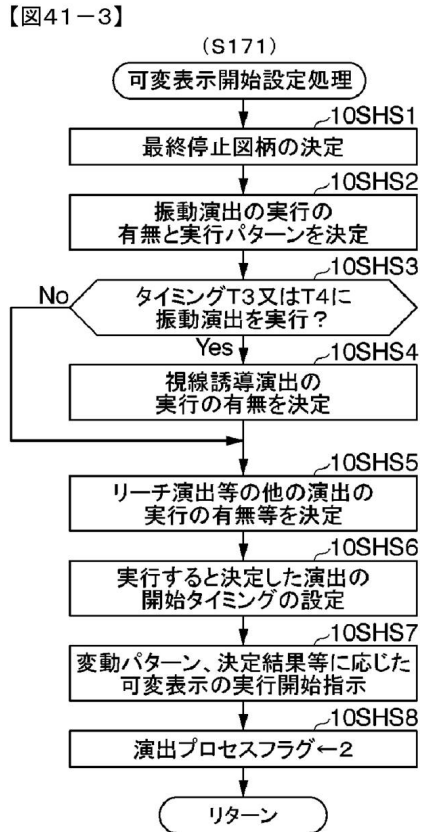 【図41-3】
(S171)
可変表示開始設定処理
10SHS1
最終停止図柄の決定
10SHS2
振動演出の実行の
有無と実行パターンを決定
10SHS3
No
タイミングT3又はT4に
振動演出を実行?
Yes
10SHS4
視線誘導演出の
実行の有無を決定
10SHS5
リーチ演出等の他の演出の
実行の有無等を決定
10SHS6
実行すると決定した演出の
開始タイミングの設定
10SHS7
変動パターン、決定結果等に応じた
可変表示の実行開始指示
10SHS8
演出プロセスフラグ←2
リターン